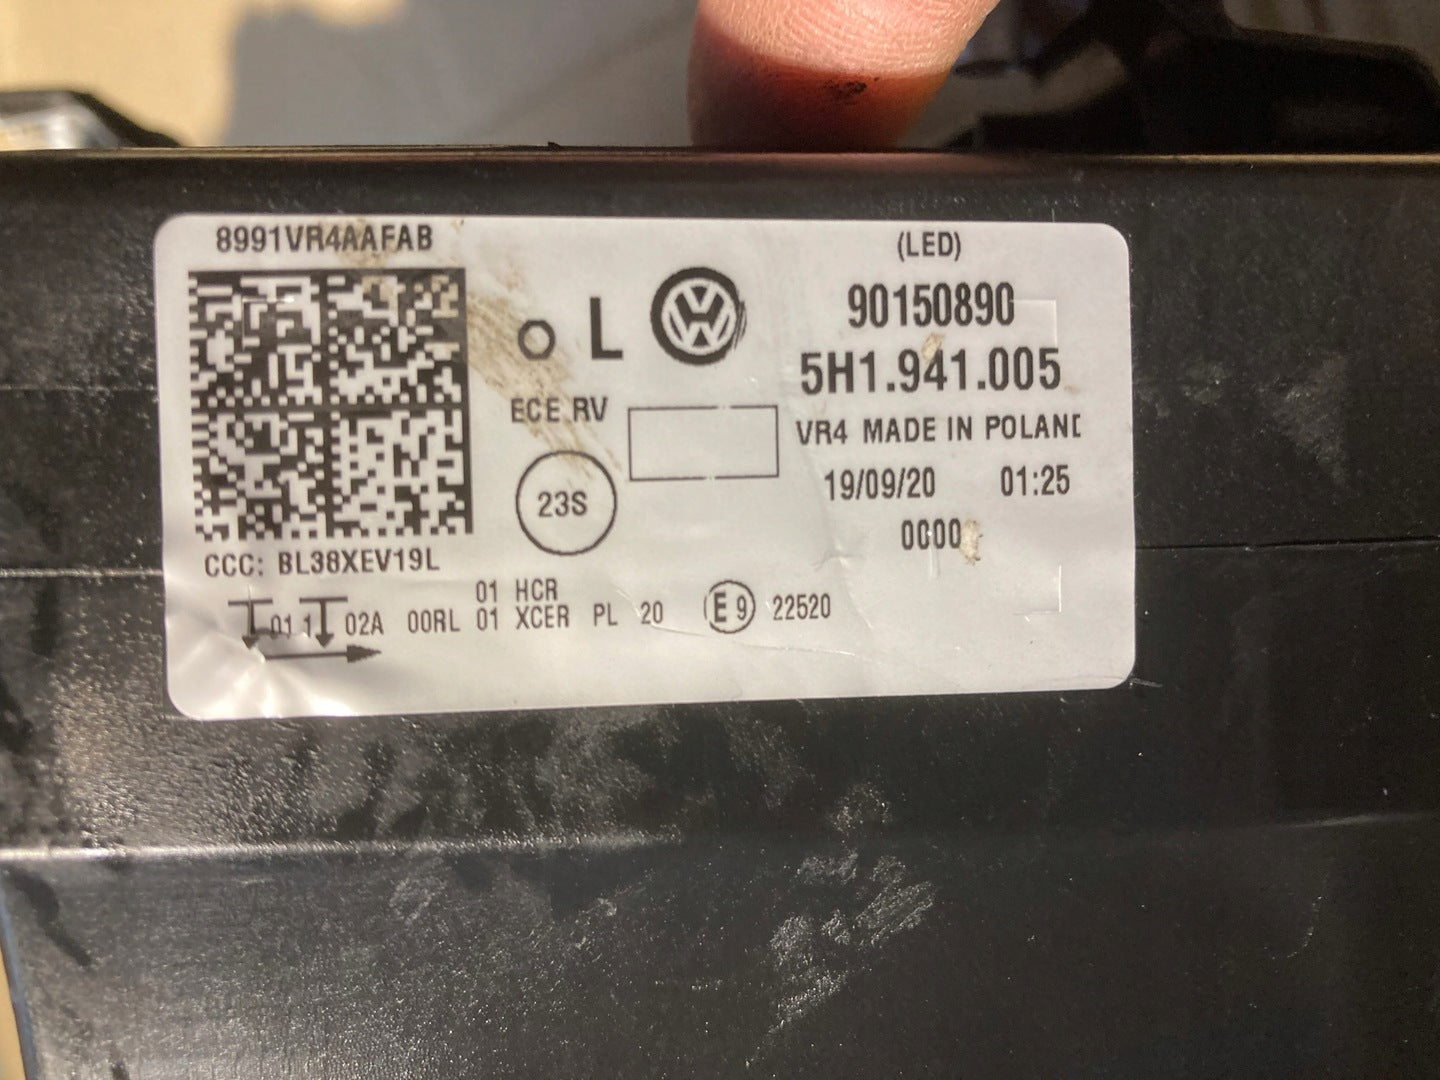 8991VR4AAFAB
(LED)
90150890
O L
5H1.941.005
ECE RV
VR4 MADE IN POLAND
23S
19/09/20 01:25
0000
CCC: BL38XEV19L
01 HCR
01 1 02A 00RL 01 XCER PL 20 E9 22520